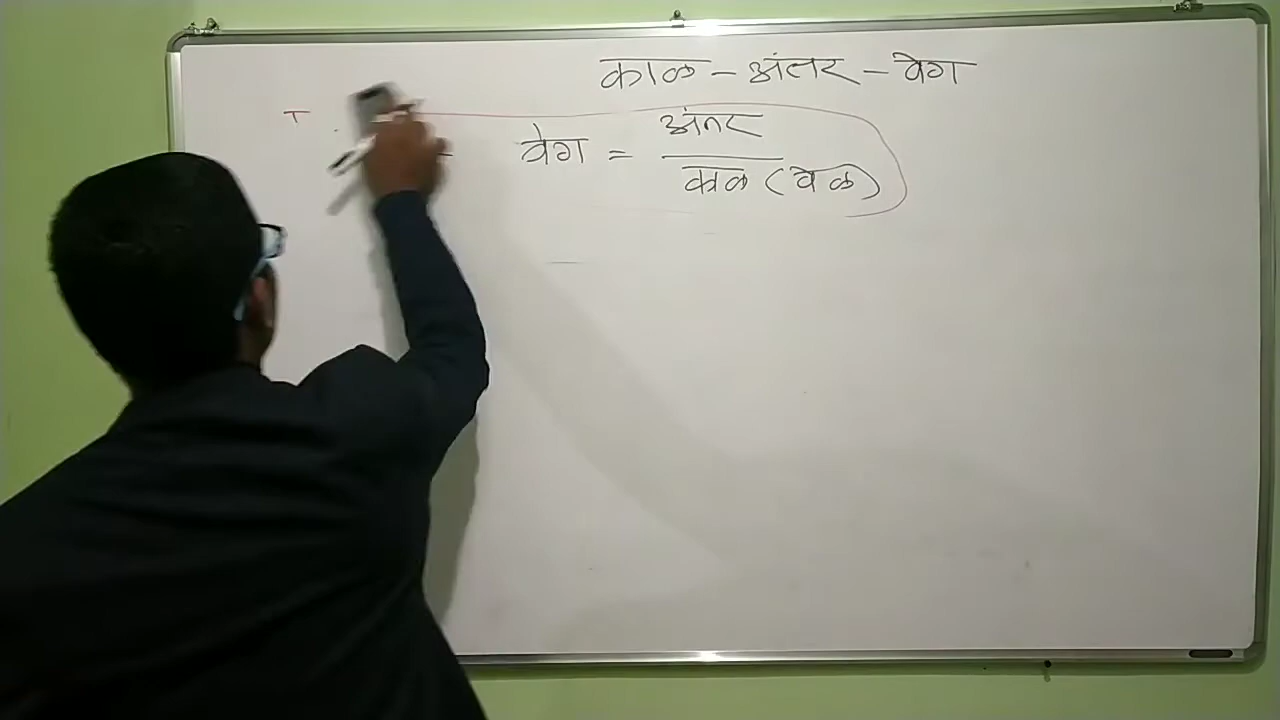 काळ - अंतर - वेग
T
वेग = अंतर / काळ (वेळ)